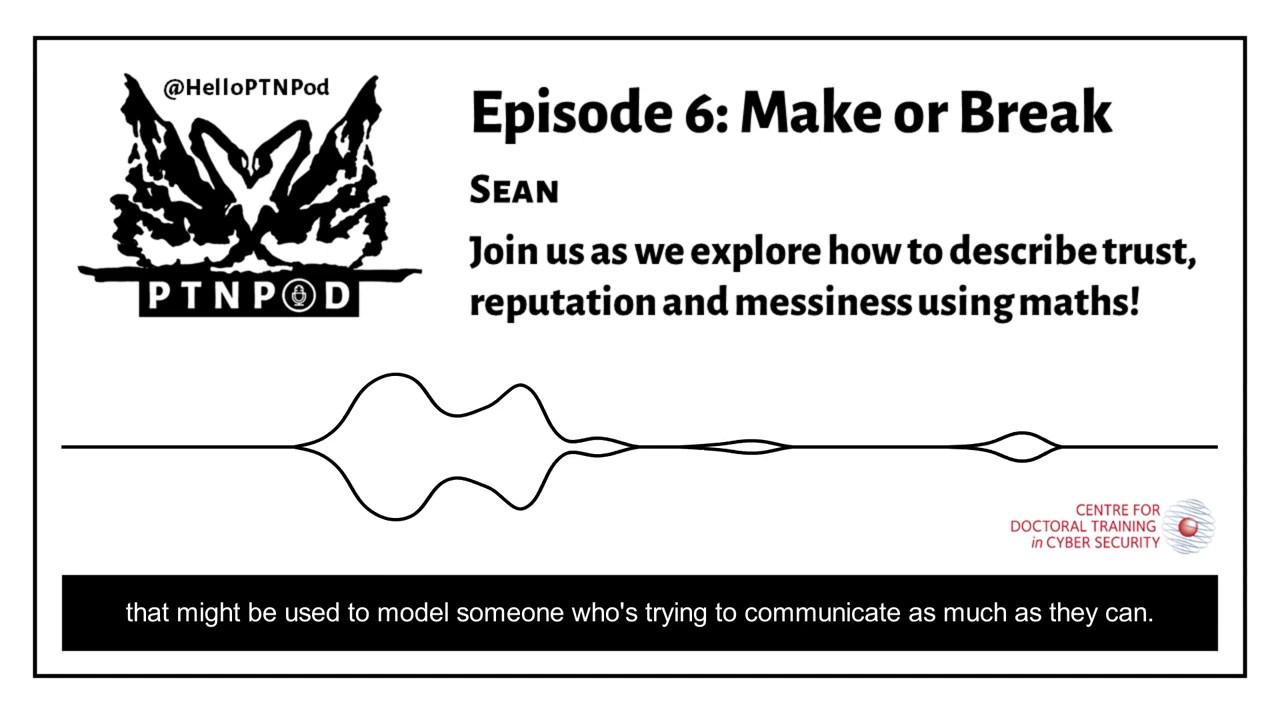 @HelloPTNPod
PTNPOD
Episode 6: Make or Break
SEAN
Join us as we explore how to describe trust,
reputation and messiness using maths!
CENTRE FOR
DOCTORAL TRAINING
in CYBER SECURITY
that might be used to model someone who's trying to communicate as much as they can.